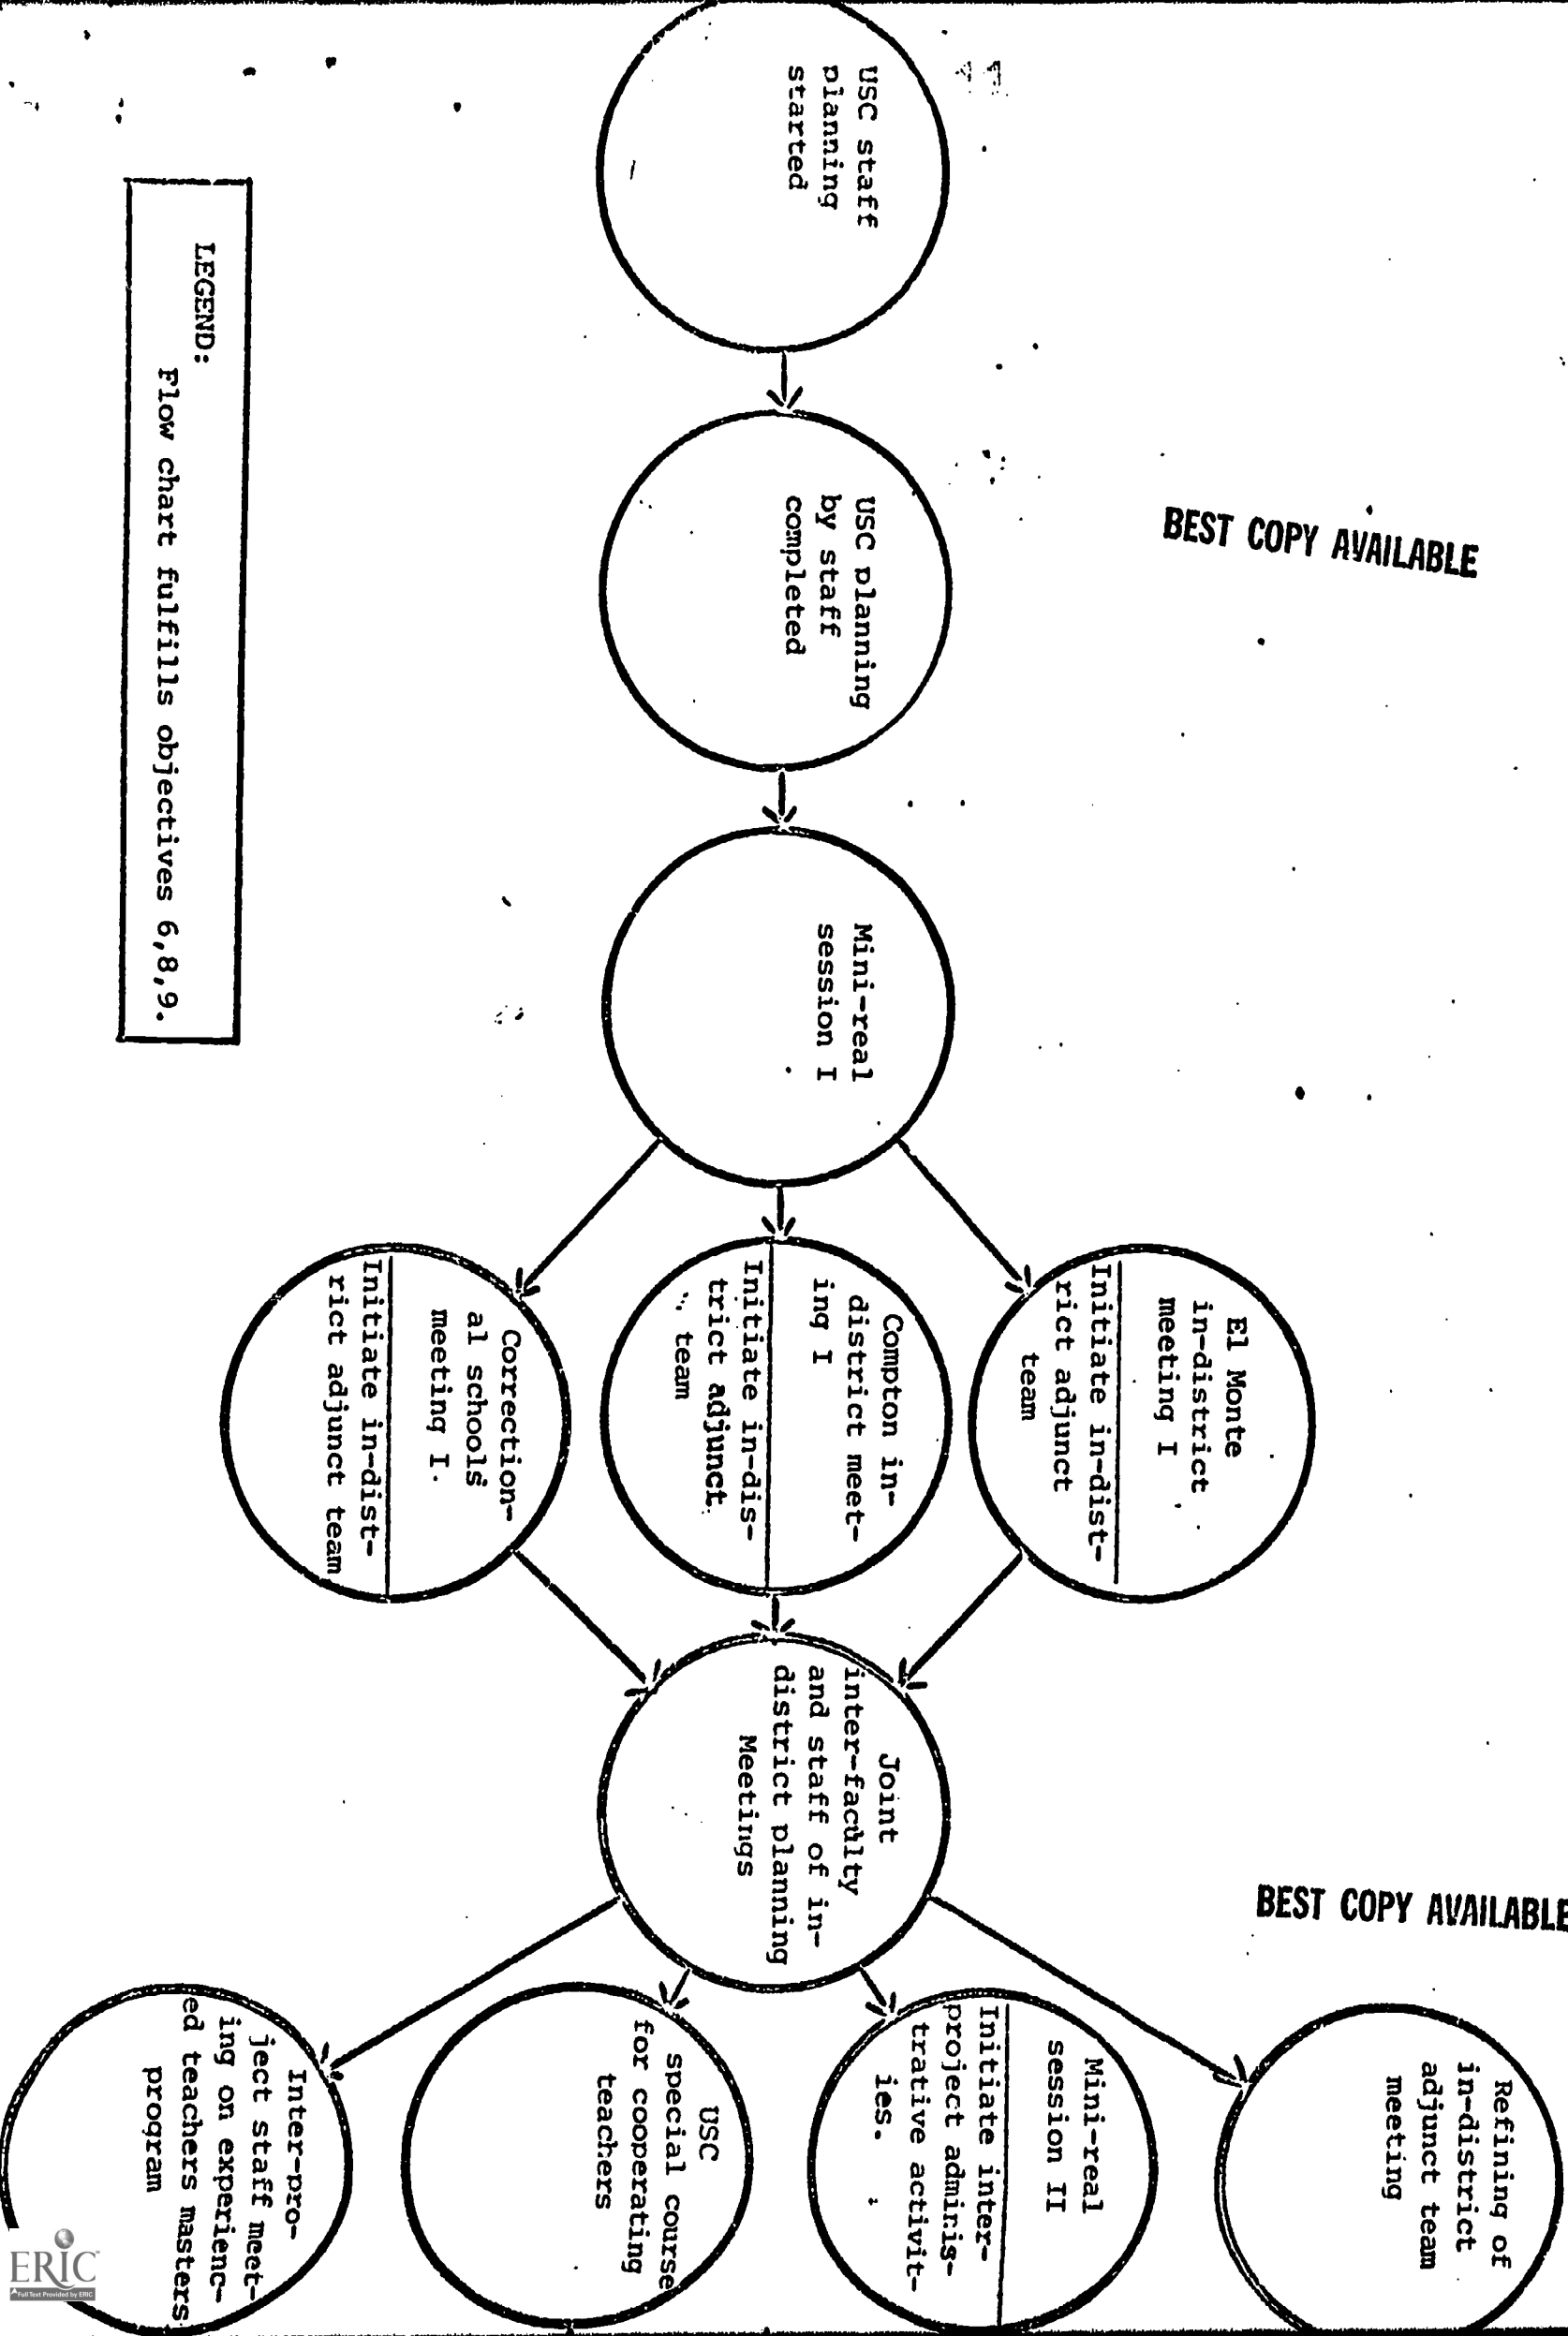 USC staff
planning
started
USC planning
by staff
completed
Mini-real
session I
El Monte
in-district
meeting I
Initiate in-dist-
rict adjunct
team
Compton in-
district meet-
ing I
Initiate in-dis-
trict adjunct
team
Correction-
al schools
meeting I.
Initiate in-dist-
rict adjunct team
Joint
inter-faculty
and staff of in-
district planning
Meetings
Refining of
in-district
adjunct team
meeting
Mini-real
session II
Initiate inter-
project adminis-
trative activit-
ies.
USC
special course
for cooperating
teachers
Inter-pro-
ject staff meet-
ing on experienc-
ed teachers masters
program
LEGEND:
Flow chart fulfills objectives 6,8,9.
BEST COPY AVAILABLE
BEST COPY AVAILABLE
ERIC
Full Text Provided by ERIC